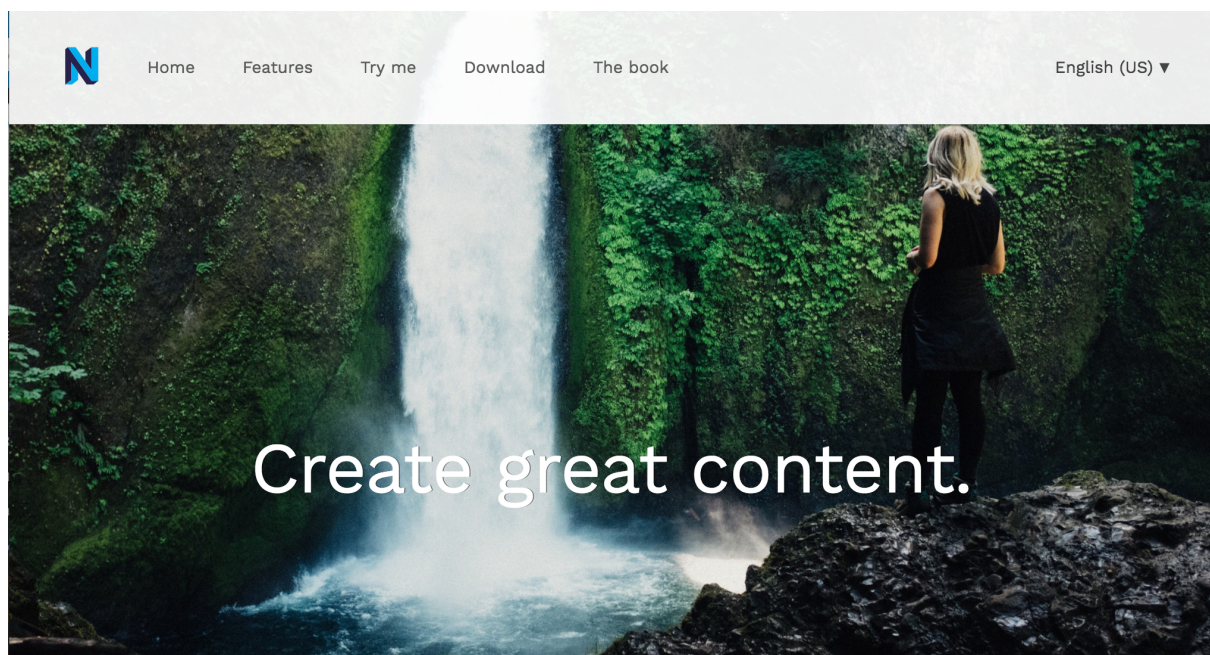 N Home Features Try me Download The book English (US) ▼
Create great content.